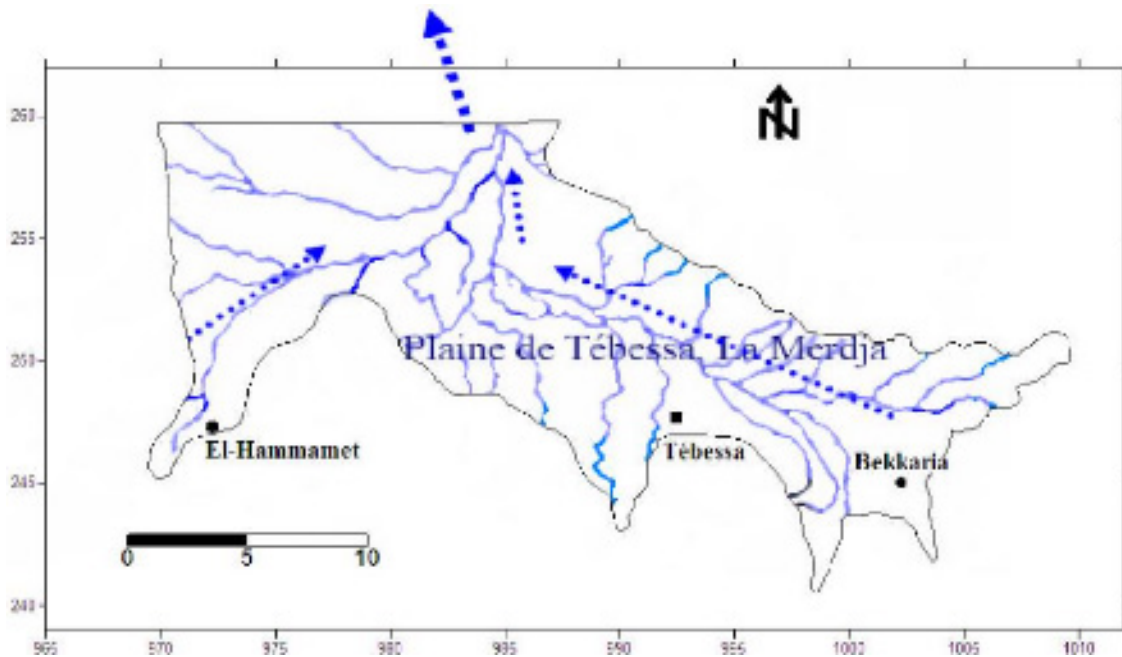 N
260
255
Plaine de Tébessa, La Merdja
250
El-Hammamet
Tébessa
Bekkaria
245
0 5 10
240
965 970 975 980 985 990 995 1000 1005 1010